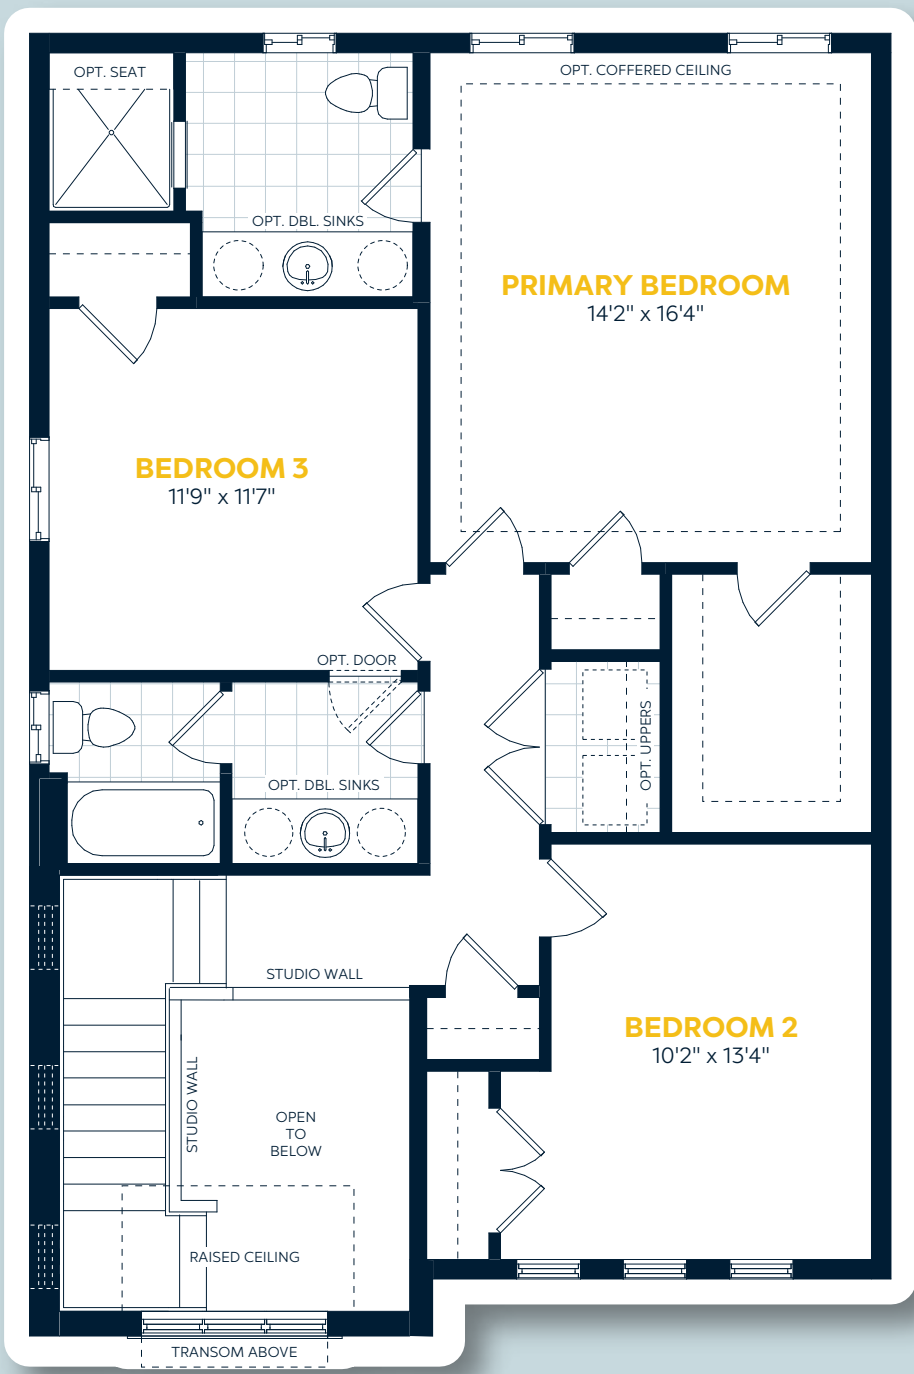 OPT. SEAT
OPT. COFFERED CEILING
OPT. DBL. SINKS
PRIMARY BEDROOM
14'2" x 16'4"
BEDROOM 3
11'9" x 11'7"
OPT. DOOR
OPT. UPPERS
OPT. DBL. SINKS
STUDIO WALL
BEDROOM 2
10'2" x 13'4"
STUDIO WALL
OPEN
TO
BELOW
RAISED CEILING
TRANSOM ABOVE